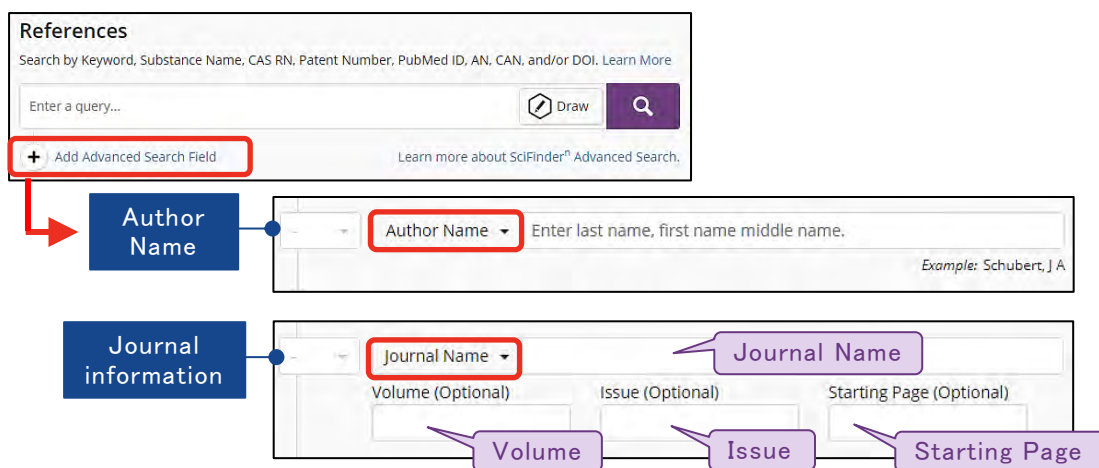 References
Search by Keyword, Substance Name, CAS RN, Patent Number, PubMed ID, AN, CAN, and/or DOI. Learn More
Enter a query...
Draw
+ Add Advanced Search Field
Learn more about SciFinderⁿ Advanced Search.
Author
Name
Author Name
Enter last name, first name middle name.
Example: Schubert, J A
Journal
information
Journal Name
Journal Name
Volume (Optional)
Issue (Optional)
Starting Page (Optional)
Volume
Issue
Starting Page